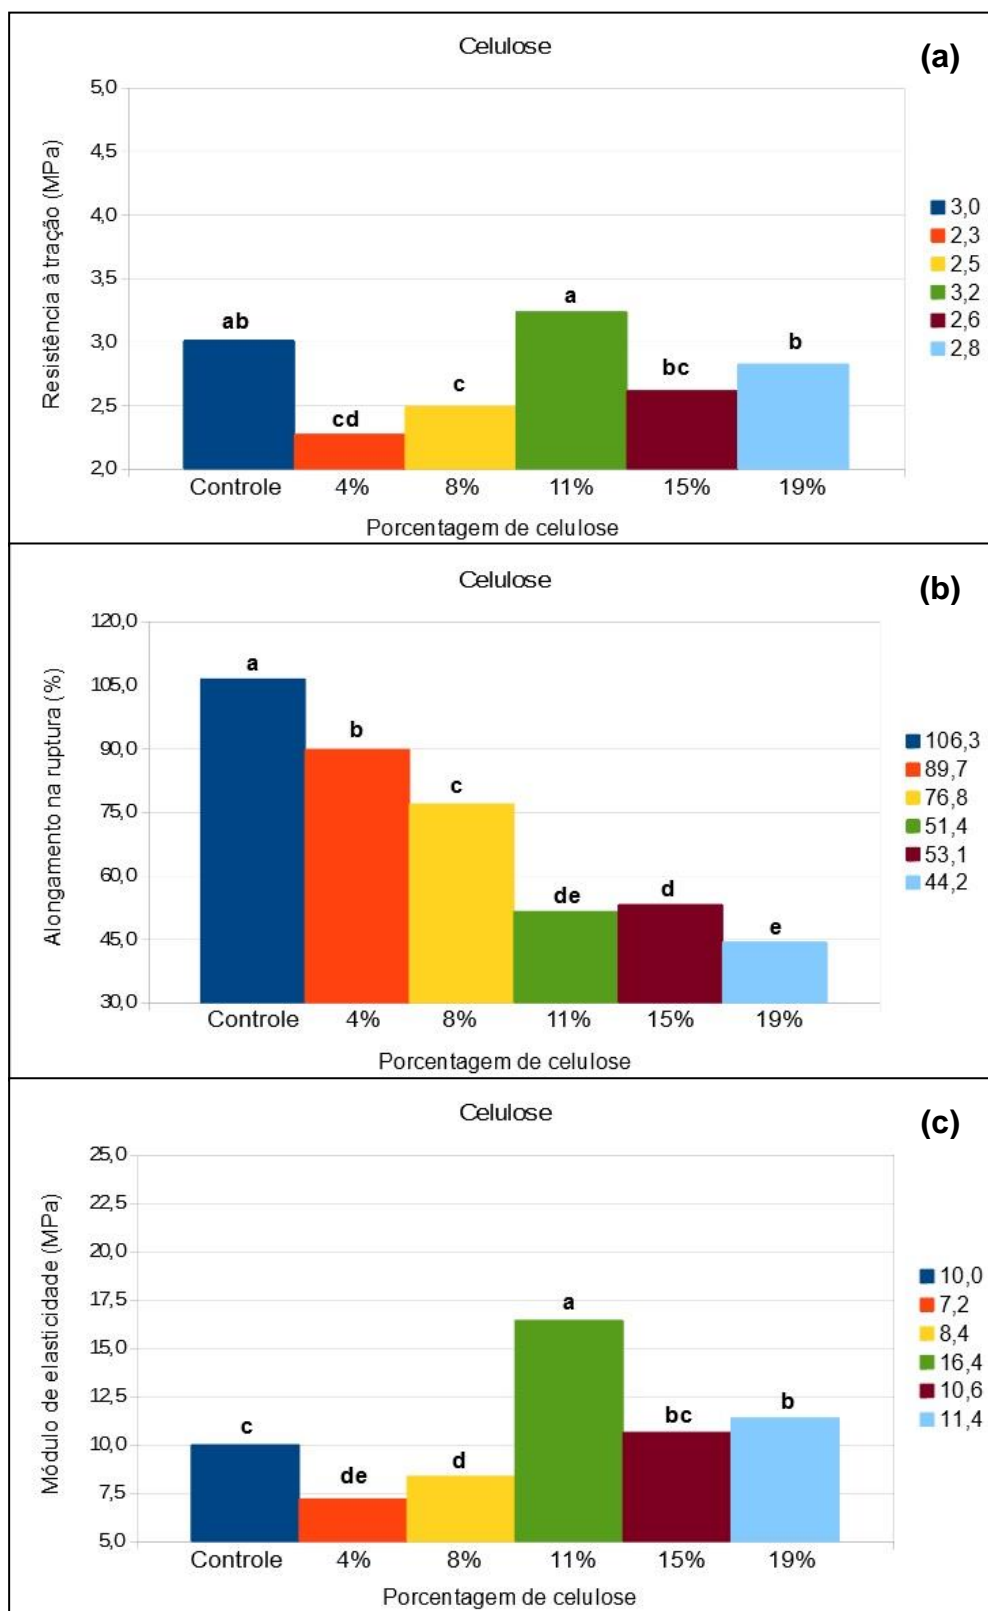 Celulose
(a)
Resistência à tração (MPa)
5,0
4,5
4,0
3,5
3,0
2,5
2,0
ab
cd
c
a
bc
b
Controle 4% 8% 11% 15% 19%
Porcentagem de celulose
3,0
2,3
2,5
3,2
2,6
2,8
Celulose
(b)
Alongamento na ruptura (%)
120,0
105,0
90,0
75,0
60,0
45,0
30,0
a
b
c
de
d
e
Controle 4% 8% 11% 15% 19%
Porcentagem de celulose
106,3
89,7
76,8
51,4
53,1
44,2
Celulose
(c)
Módulo de elasticidade (MPa)
25,0
22,5
20,0
17,5
15,0
12,5
10,0
7,5
5,0
c
de
d
a
bc
b
Controle 4% 8% 11% 15% 19%
Porcentagem de celulose
10,0
7,2
8,4
16,4
10,6
11,4